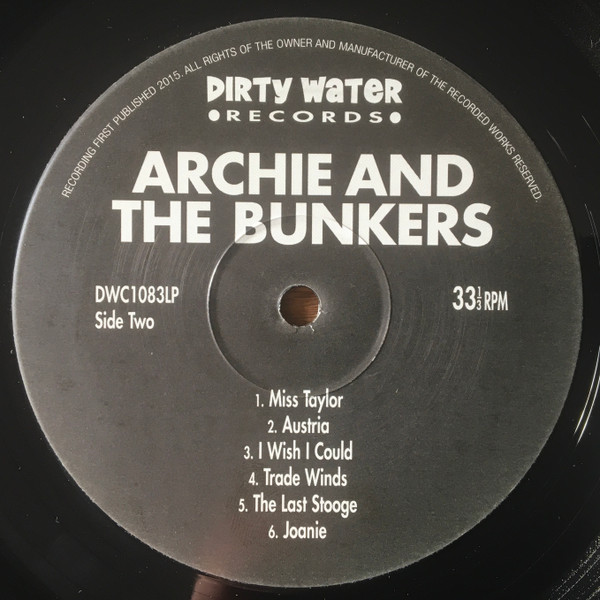 RECORDING FIRST PUBLISHED 2015. ALL RIGHTS OF THE OWNER AND MANUFACTURER OF THE RECORDED WORKS RESERVED.
DIRTY WATER
•RECORDS•
ARCHIE AND
THE BUNKERS
DWC1083LP
Side Two
33⅓ RPM
1. Miss Taylor
2. Austria
3. I Wish I Could
4. Trade Winds
5. The Last Stooge
6. Joanie